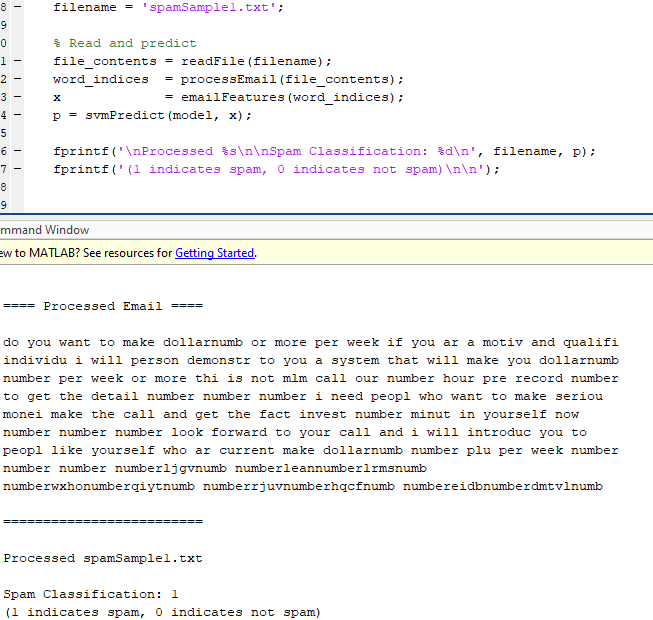 8 – filename = 'spamSample1.txt';
9
0 % Read and predict
1 – file_contents = readFile(filename);
2 – word_indices = processEmail(file_contents);
3 – x = emailFeatures(word_indices);
4 – p = svmPredict(model, x);
5
6 – fprintf('\nProcessed %s\n\nSpam Classification: %d\n', filename, p);
7 – fprintf('(1 indicates spam, 0 indicates not spam)\n\n');
8
9
mmand Window
ew to MATLAB? See resources for Getting Started.
==== Processed Email ====
do you want to make dollarnumb or more per week if you ar a motiv and qualifi
individu i will person demonstr to you a system that will make you dollarnumb
number per week or more thi is not mlm call our number hour pre record number
to get the detail number number number i need peopl who want to make seriou
monei make the call and get the fact invest number minut in yourself now
number number number look forward to your call and i will introduc you to
peopl like yourself who ar current make dollarnumb number plu per week number
number number numberljgvnumb numberleannumberlrmsnumb
numberwxhonumberqiytnumb numberrjuvnumberhqcfnumb numbereidbnumberdmtvlnumb
=========================
Processed spamSample1.txt
Spam Classification: 1
(1 indicates spam, 0 indicates not spam)